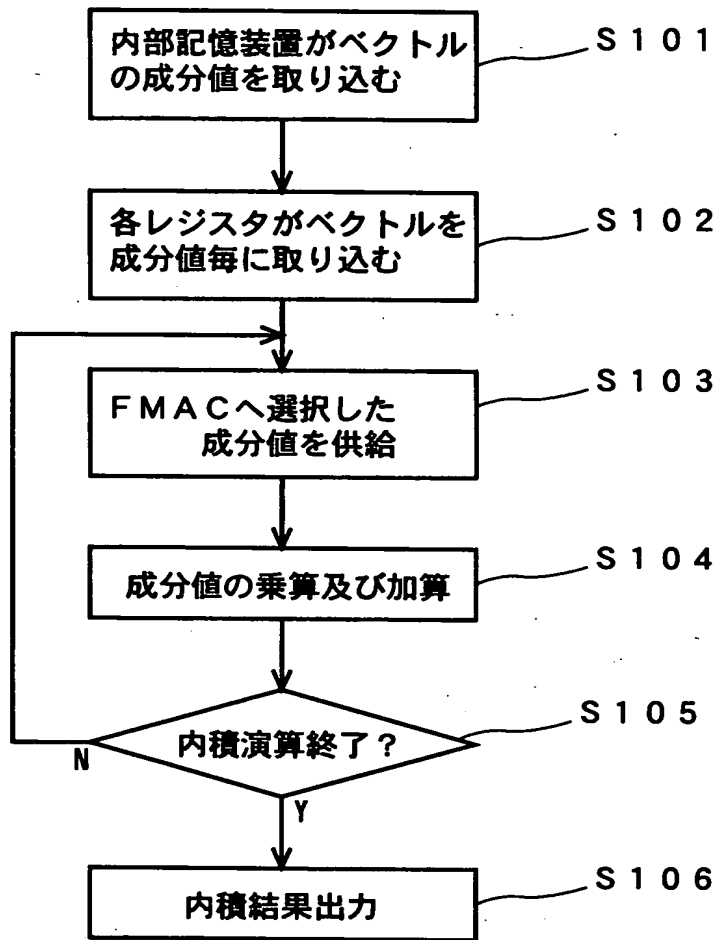 内部記憶装置がベクトル
の成分値を取り込む
S101
各レジスタがベクトルを
成分値毎に取り込む
S102
FMACへ選択した
成分値を供給
S103
成分値の乗算及び加算
S104
内積演算終了?
S105
N
Y
内積結果出力
S106